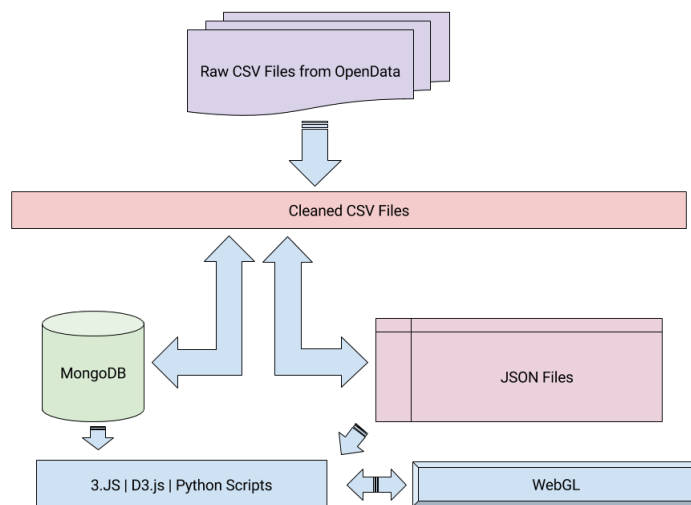 Raw CSV Files from OpenData
Cleaned CSV Files
MongoDB
JSON Files
3.JS | D3.js | Python Scripts
WebGL